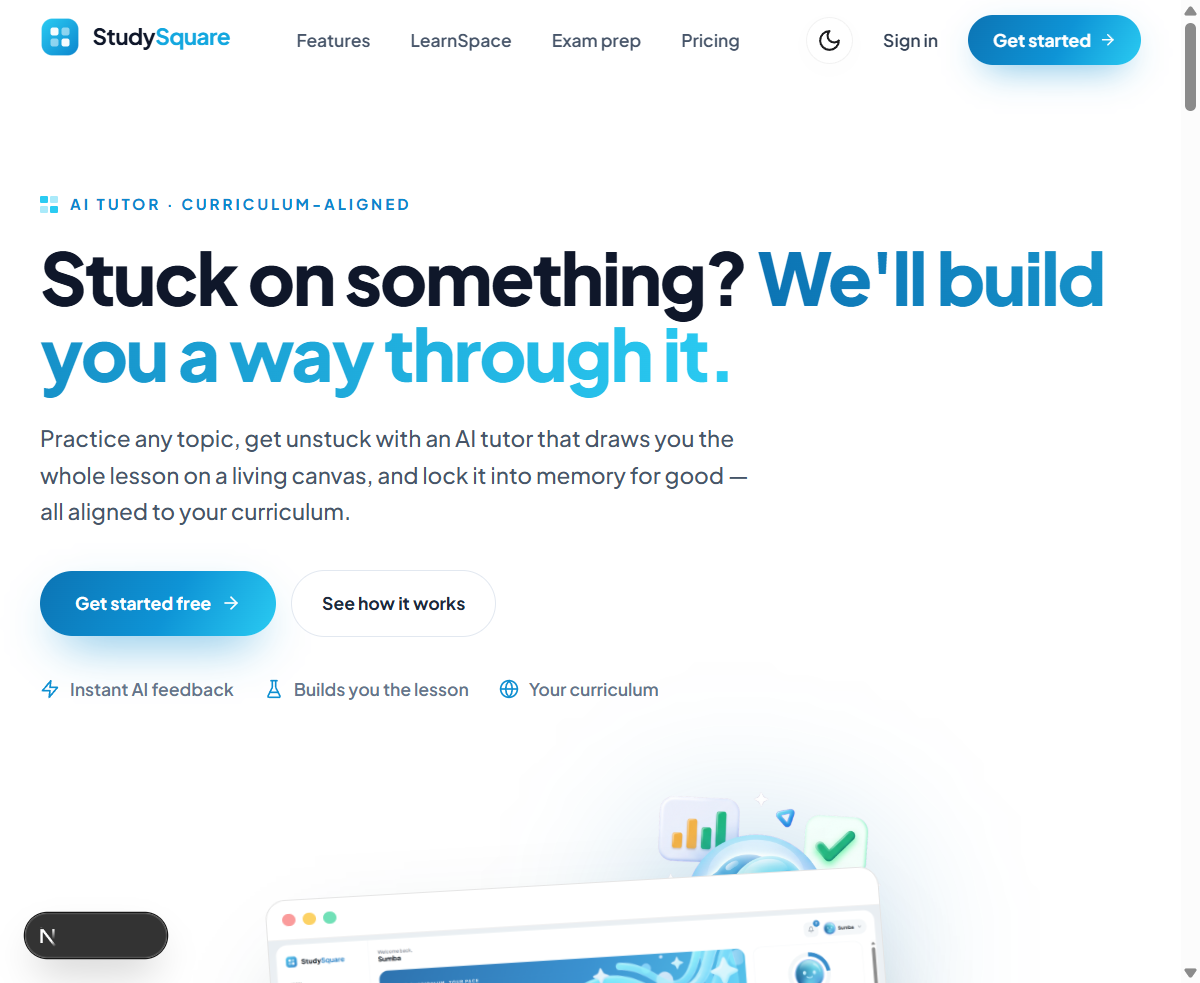 StudySquare
Features
LearnSpace
Exam prep
Pricing
Sign in
Get started
AI TUTOR · CURRICULUM-ALIGNED
Stuck on something? We'll build
you a way through it.
Practice any topic, get unstuck with an AI tutor that draws you the
whole lesson on a living canvas, and lock it into memory for good —
all aligned to your curriculum.
Get started free
See how it works
Instant AI feedback
Builds you the lesson
Your curriculum
N
StudySquare
Welcome back,
Sumba
Sumba